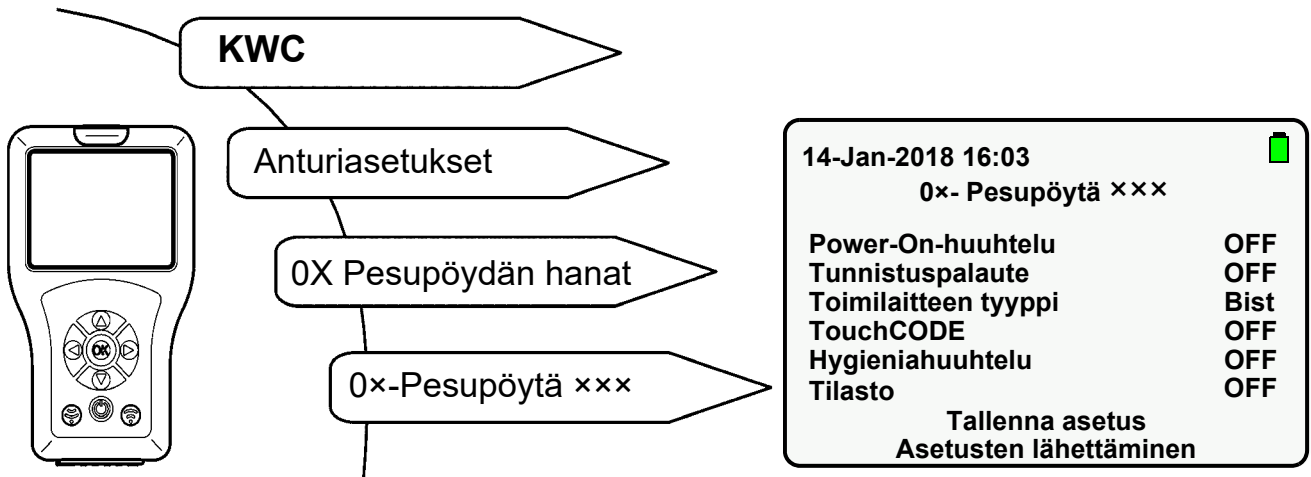 KWC
Anturiasetukset
0X Pesupöydän hanat
0×-Pesupöytä ×××
OK
14-Jan-2018 16:03
0×- Pesupöytä ×××
Power-On-huuhtelu OFF
Tunnistuspalaute OFF
Toimilaitteen tyyppi Bist
TouchCODE OFF
Hygieniahuuhtelu OFF
Tilasto OFF
Tallenna asetus
Asetusten lähettäminen